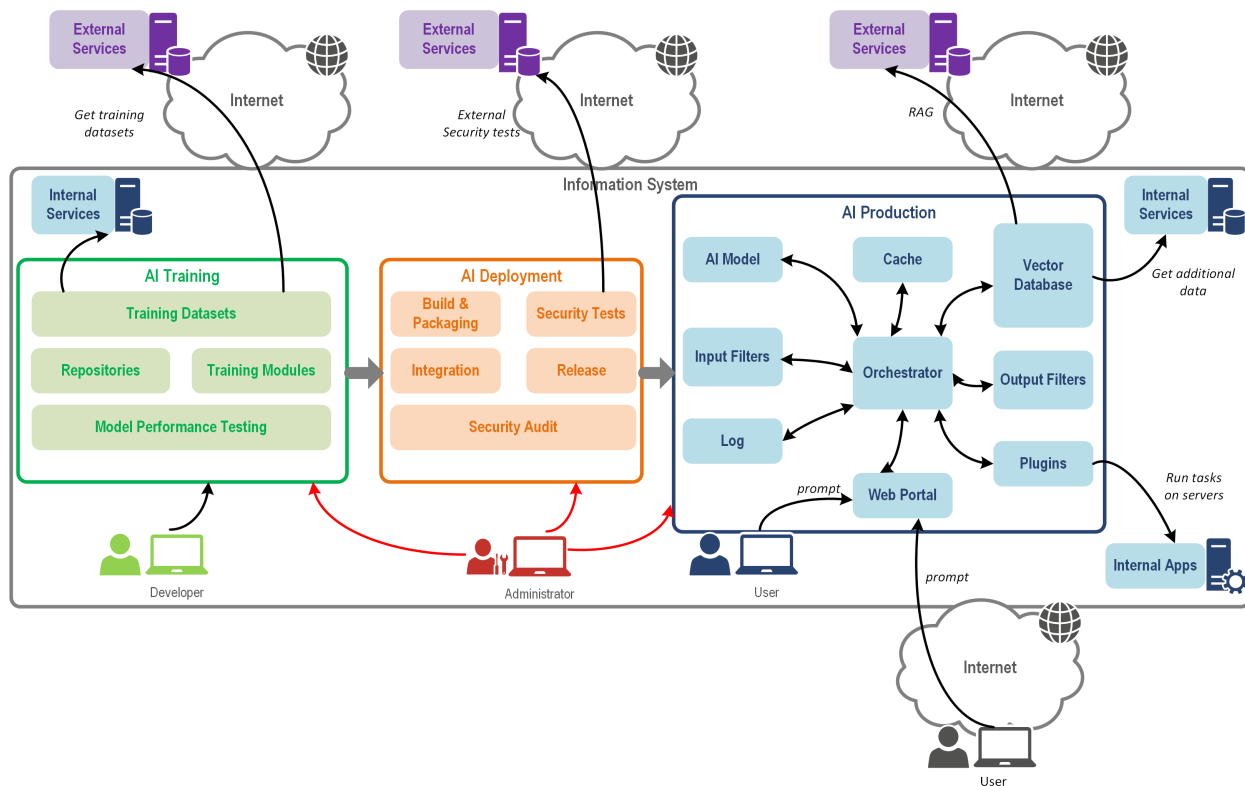 External
Services
Internet
Get training
datasets
External
Services
Internet
External
Security tests
External
Services
Internet
RAG
Information System
Internal
Services
AI Training
Training Datasets
Repositories
Training Modules
Model Performance Testing
AI Deployment
Build &
Packaging
Security Tests
Integration
Release
Security Audit
AI Production
AI Model
Cache
Vector
Database
Input Filters
Orchestrator
Output Filters
Log
Plugins
prompt
Web Portal
Internal
Services
Get additional
data
Run tasks
on servers
Internal Apps
Developer
Administrator
User
prompt
Internet
User